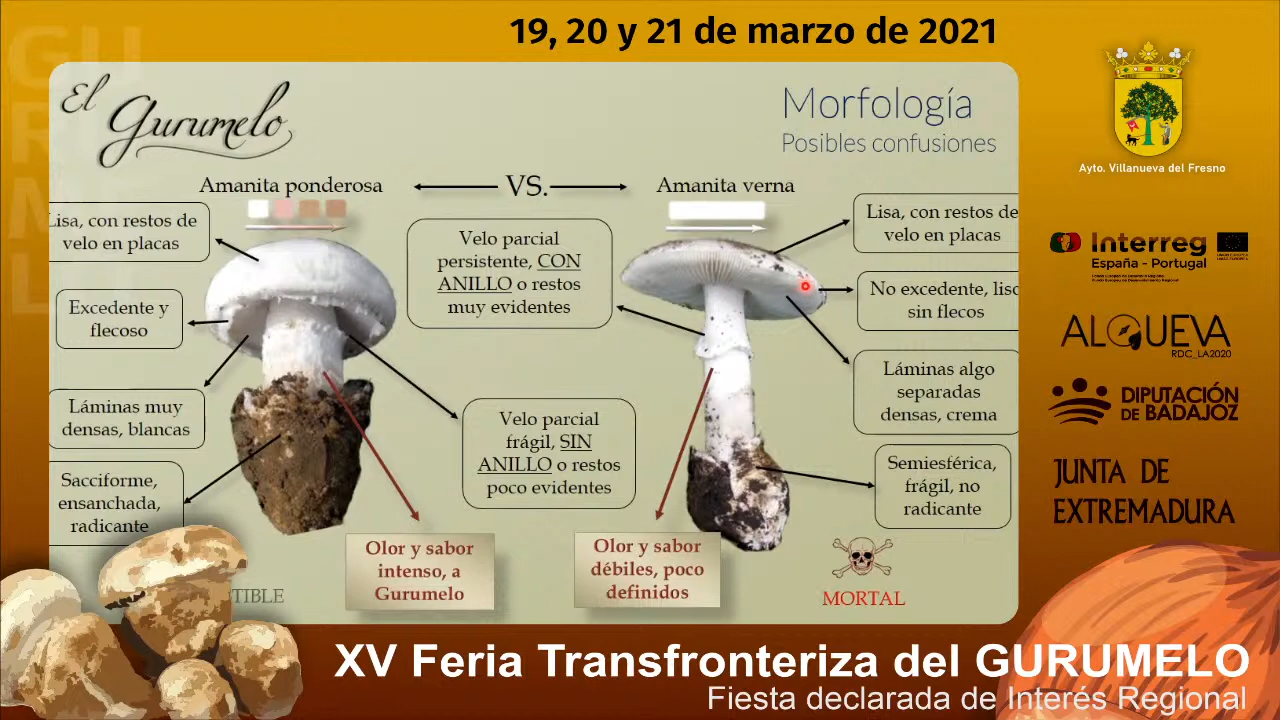 19, 20 y 21 de marzo de 2021
El
Gurumelo
Morfología
Posibles confusiones
Amanita ponderosa
VS.
Amanita verna
Lisa, con restos de
velo en placas
Excedente y
flecoso
Láminas muy
densas, blancas
Sacciforme,
ensanchada,
radicante
Velo parcial
persistente, CON
ANILLO o restos
muy evidentes
Velo parcial
frágil, SIN
ANILLO o restos
poco evidentes
Lisa, con restos de
velo en placas
No excedente, liso
sin flecos
Láminas algo
separadas
densas, crema
Semiesférica,
frágil, no
radicante
Olor y sabor
intenso, a
Gurumelo
Olor y sabor
débiles, poco
definidos
TIBLE
MORTAL
Ayto. Villanueva del Fresno
Interreg
España - Portugal
ALQUEVA
RDC_LA2020
DIPUTACIÓN
DE BADAJOZ
JUNTA DE
EXTREMADURA
XV Feria Transfronteriza del GURUMELO
Fiesta declarada de Interés Regional